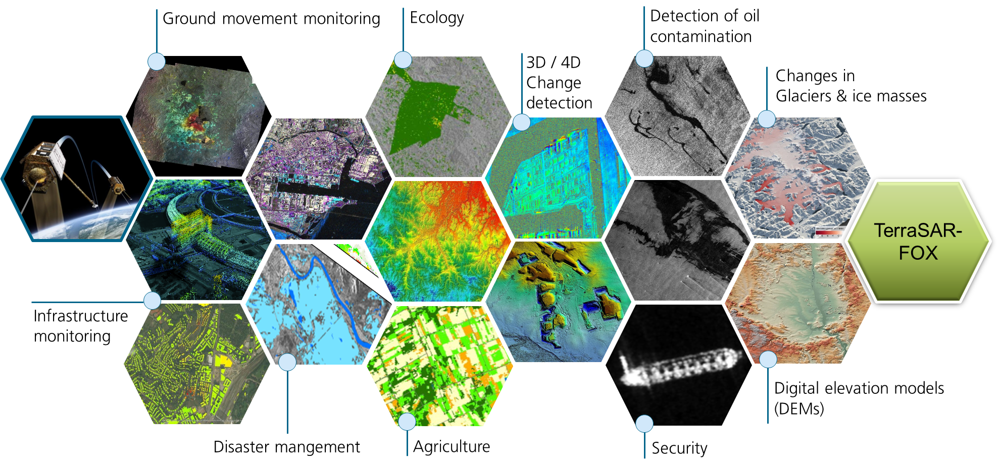 Ground movement monitoring
Ecology
Detection of oil
contamination
3D / 4D
Change
detection
Changes in
Glaciers & ice masses
TerraSAR-
FOX
Infrastructure
monitoring
Digital elevation models
(DEMs)
Disaster mangement
Agriculture
Security